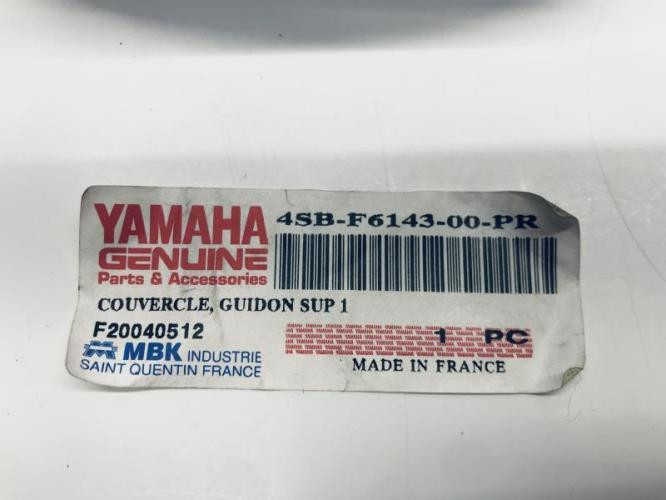 YAMAHA
GENUINE
Parts & Accessories
4SB-F6143-00-PR
COUVERCLE, GUIDON SUP 1
F20040512
MBK INDUSTRIE
SAINT QUENTIN FRANCE
1 PC
MADE IN FRANCE